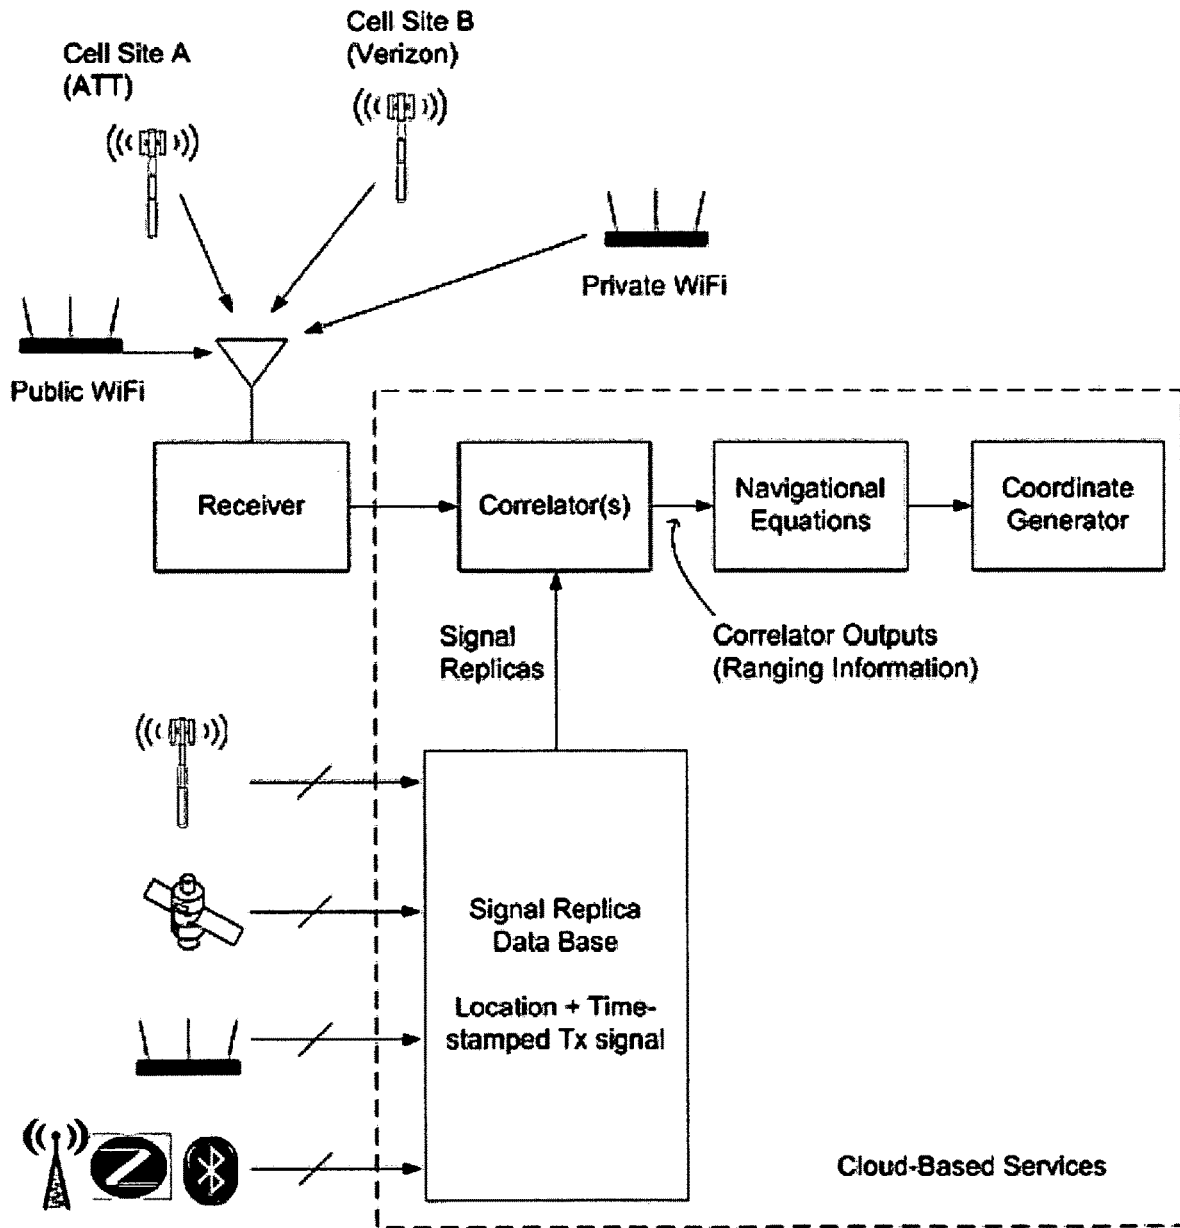 Cell Site A
(ATT)
Cell Site B
(Verizon)
Private WiFi
Public WiFi
Receiver
Correlator(s)
Navigational
Equations
Coordinate
Generator
Signal
Replicas
Correlator Outputs
(Ranging Information)
Signal Replica
Data Base
Location + Time-
stamped Tx signal
Cloud-Based Services